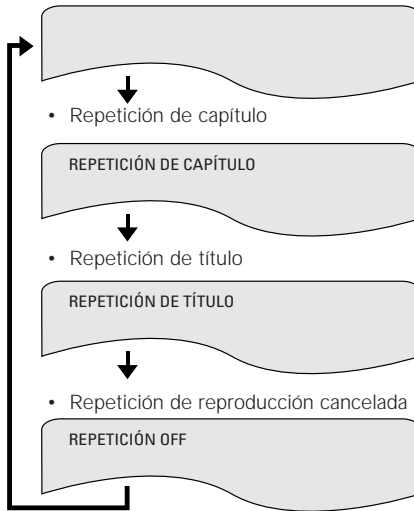 • Repetición de capítulo
REPETICIÓN DE CAPÍTULO
• Repetición de título
REPETICIÓN DE TÍTULO
• Repetición de reproducción cancelada
REPETICIÓN OFF